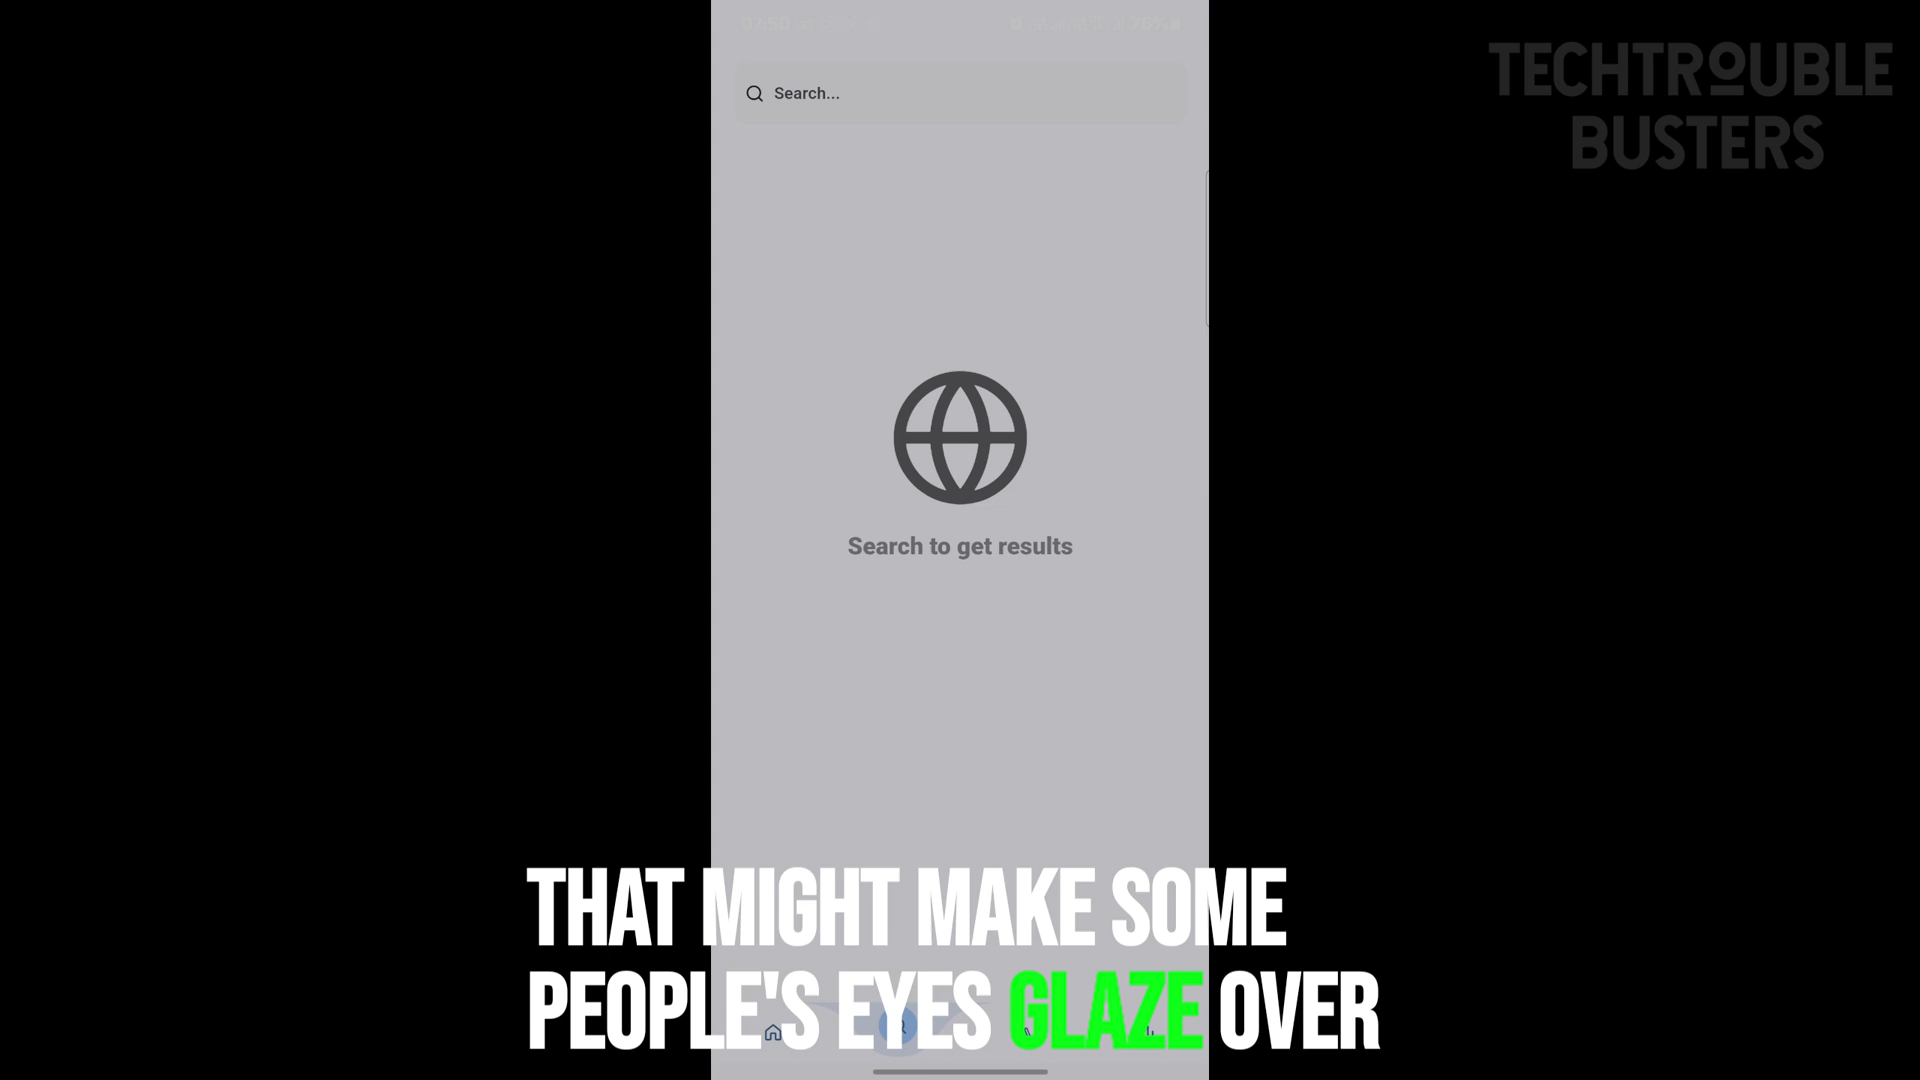 TECHTROUBLE
BUSTERS
Search...
Search to get results
THAT MIGHT MAKE SOME
PEOPLE'S EYES GLAZE OVER